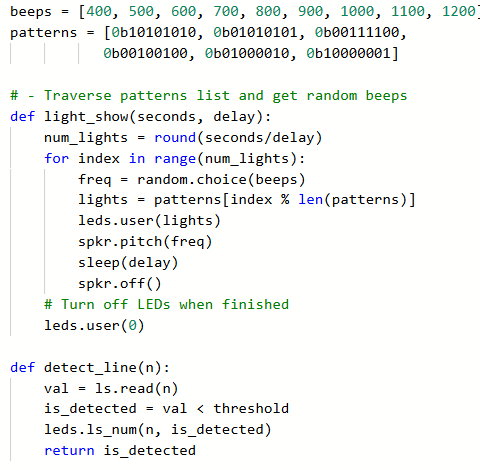 beeps = [400, 500, 600, 700, 800, 900, 1000, 1100, 1200]
patterns = [0b10101010, 0b01010101, 0b00111100,
           0b00100100, 0b01000010, 0b10000001]

# - Traverse patterns list and get random beeps
def light_show(seconds, delay):
    num_lights = round(seconds/delay)
    for index in range(num_lights):
        freq = random.choice(beeps)
        lights = patterns[index % len(patterns)]
        leds.user(lights)
        spkr.pitch(freq)
        sleep(delay)
        spkr.off()
    # Turn off LEDs when finished
    leds.user(0)

def detect_line(n):
    val = ls.read(n)
    is_detected = val < threshold
    leds.ls_num(n, is_detected)
    return is_detected